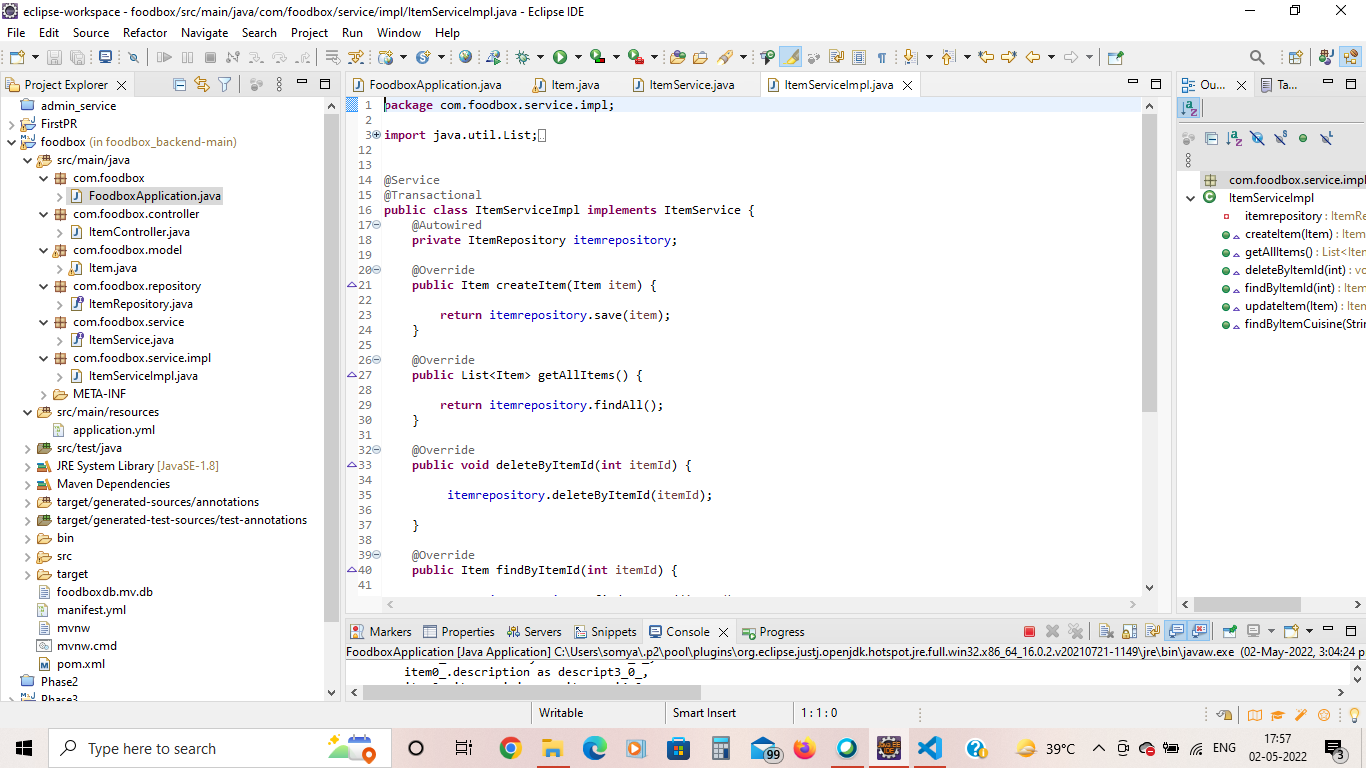 eclipse-workspace - foodbox/src/main/java/com/foodbox/service/impl/ItemServiceImpl.java - Eclipse IDE
File Edit Source Refactor Navigate Search Project Run Window Help
Project Explorer
admin_service
FirstPR
foodbox (in foodbox_backend-main)
src/main/java
com.foodbox
FoodboxApplication.java
com.foodbox.controller
ItemController.java
com.foodbox.model
Item.java
com.foodbox.repository
ItemRepository.java
com.foodbox.service
ItemService.java
com.foodbox.service.impl
ItemServiceImpl.java
META-INF
src/main/resources
application.yml
src/test/java
JRE System Library [JavaSE-1.8]
Maven Dependencies
target/generated-sources/annotations
target/generated-test-sources/test-annotations
bin
src
target
foodboxdb.mv.db
manifest.yml
mvnw
mvnw.cmd
pom.xml
Phase2
Phase3
FoodboxApplication.java Item.java ItemService.java ItemServiceImpl.java
1 package com.foodbox.service.impl;
2
3 import java.util.List;
12
13
14 @Service
15 @Transactional
16 public class ItemServiceImpl implements ItemService {
17 @Autowired
18 private ItemRepository itemrepository;
19
20 @Override
21 public Item createItem(Item item) {
22
23 return itemrepository.save(item);
24 }
25
26 @Override
27 public List<Item> getAllItems() {
28
29 return itemrepository.findAll();
30 }
31
32 @Override
33 public void deleteByItemId(int itemId) {
34
35 itemrepository.deleteByItemId(itemId);
36
37 }
38
39 @Override
40 public Item findByItemId(int itemId) {
41
Ou... Ta...
com.foodbox.service.impl
ItemServiceImpl
itemrepository : ItemRe
createItem(Item) : Item
getAllItems() : List<Iter
deleteByItemId(int) : vo
findByItemId(int) : Item
updateItem(Item) : Iten
findByItemCuisine(Strin
Markers Properties Servers Snippets Console Progress
FoodboxApplication [Java Application] C:\Users\somya\.p2\pool\plugins\org.eclipse.justj.openjdk.hotspot.jre.full.win32.x86_64_16.0.2.v20210721-1149\jre\bin\javaw.exe (02-May-2022, 3:04:24 p
item0_.description as descript3_0_,
Writable Smart Insert 1 : 1 : 0
Type here to search
99
39°C
ENG
17:57
02-05-2022
3